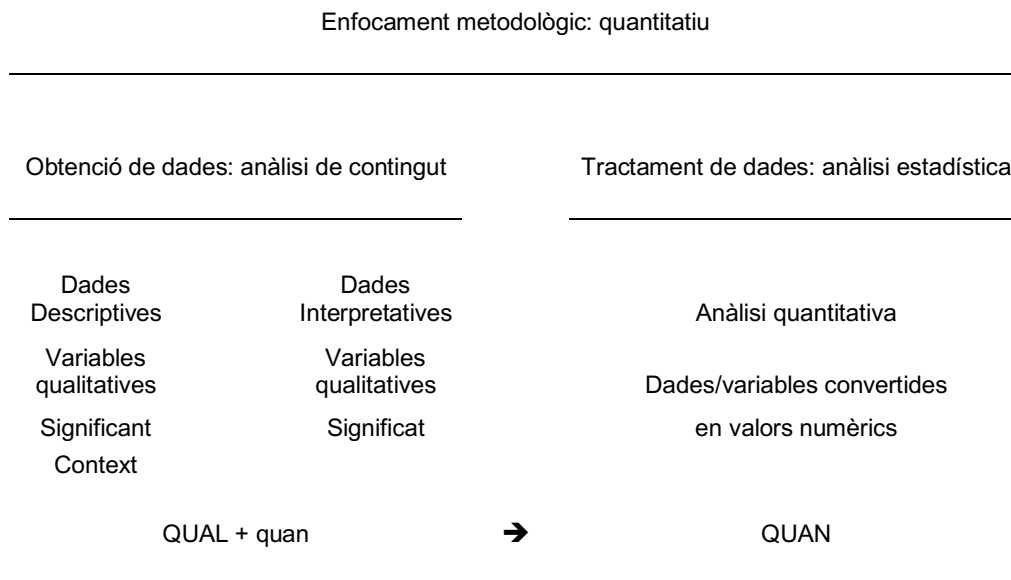 Enfocament metodològic: quantitatiu
Obtenció de dades: anàlisi de contingut
Tractament de dades: anàlisi estadística
Dades
Descriptives
Dades
Interpretatives
Anàlisi quantitativa
Variables
qualitatives
Variables
qualitatives
Dades/variables convertides
Significant
Significat
en valors numèrics
Context
QUAL + quan ➔ QUAN